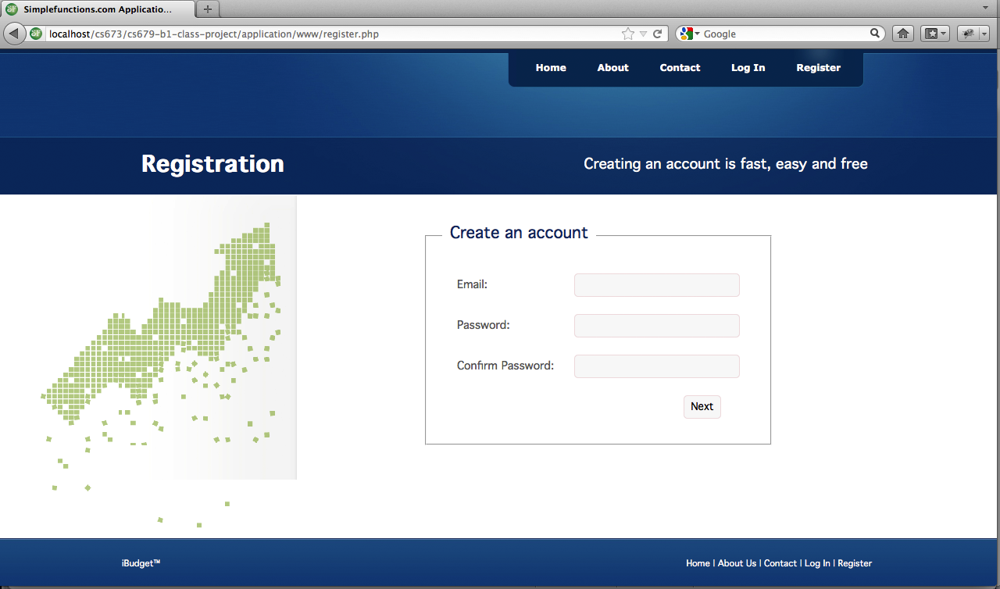 Simplefunctions.com Applicatio...
localhost/cs673/cs679-b1-class-project/application/www/register.php
Google
Home About Contact Log In Register
Registration
Creating an account is fast, easy and free
Create an account
Email:
Password:
Confirm Password:
Next
iBudget™
Home | About Us | Contact | Log In | Register